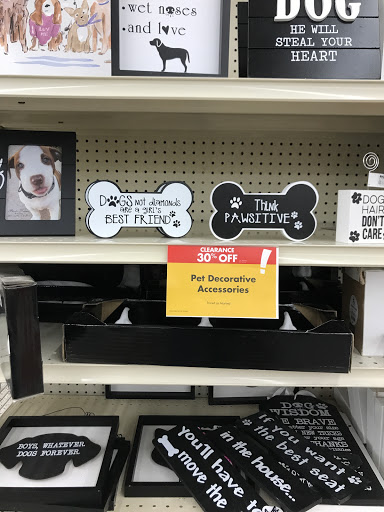 wet noses
and love
DOG
HE WILL
STEAL YOUR
HEART
DOGS not diamonds
are a girl's
BEST FRIEND
THINK
PAWSITIVE
DOG
HAIR
DON'T
CARE
CLEARANCE
30% OFF
!
Pet Decorative
Accessories
BOYS, WHATEVER.
DOGS FOREVER.
If you want
the best seat
in the house...
You'll have to
move the
DOG
WISDOM
BE BRAVE